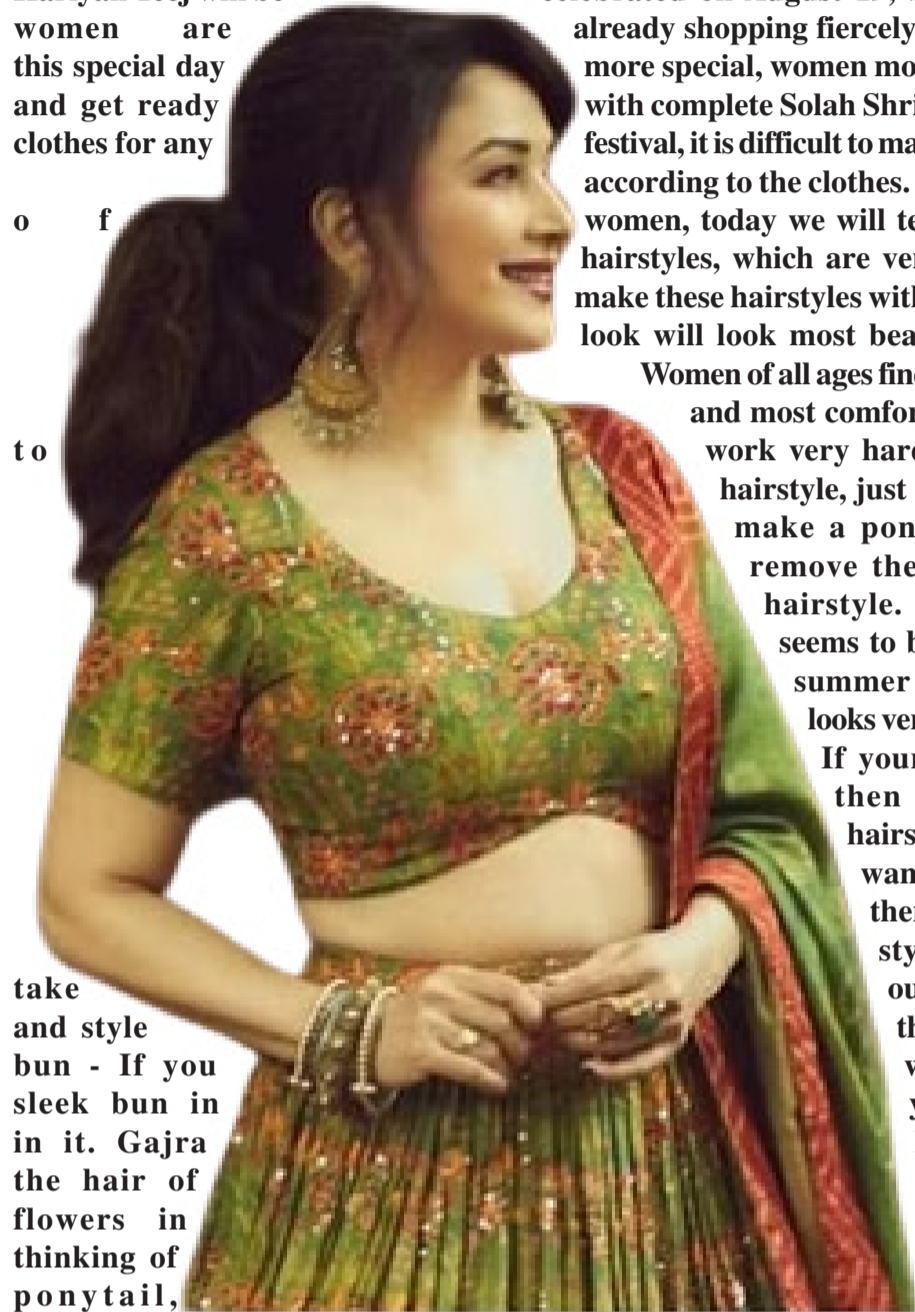 women are already shopping fiercely
this special day more special, women mo
and get ready with complete Solah Shri
clothes for any festival, it is difficult to ma
according to the clothes.
o f women, today we will te
hairstyles, which are ver
make these hairstyles with
look will look most bea
Women of all ages find
and most comfor
to work very hard
hairstyle, just
make a pon
remove the
hairstyle.
seems to b
summer
looks ver
If your
then
hairs
wan
then
sty
take ou
and style th
bun - If you
sleek bun in
in it. Gajra
the hair of
flowers in
thinking of
ponytail,